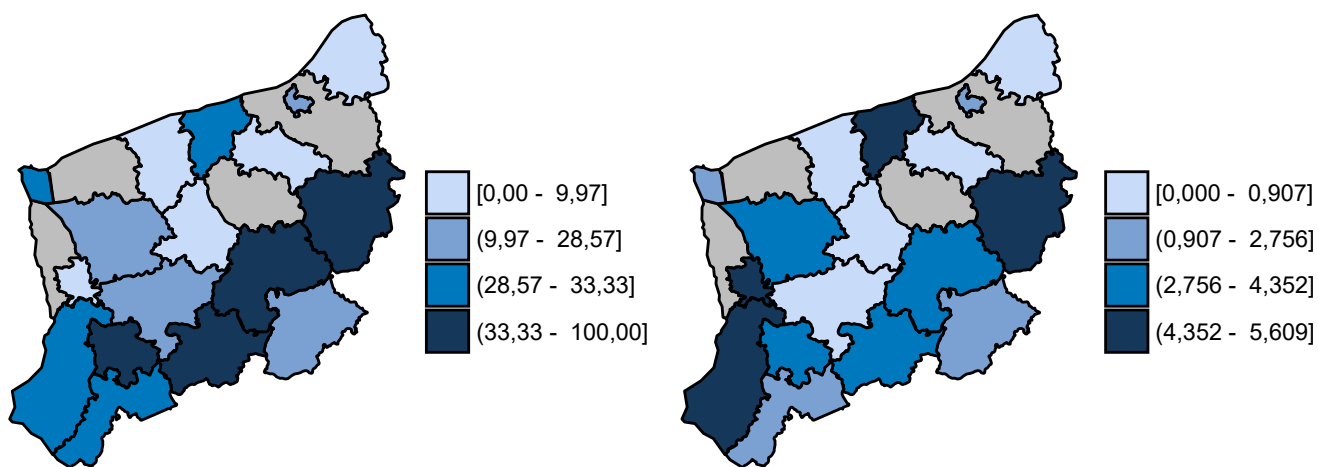 [0,00 - 9,97]
(9,97 - 28,57]
(28,57 - 33,33]
(33,33 - 100,00]
[0,000 - 0,907]
(0,907 - 2,756]
(2,756 - 4,352]
(4,352 - 5,609]